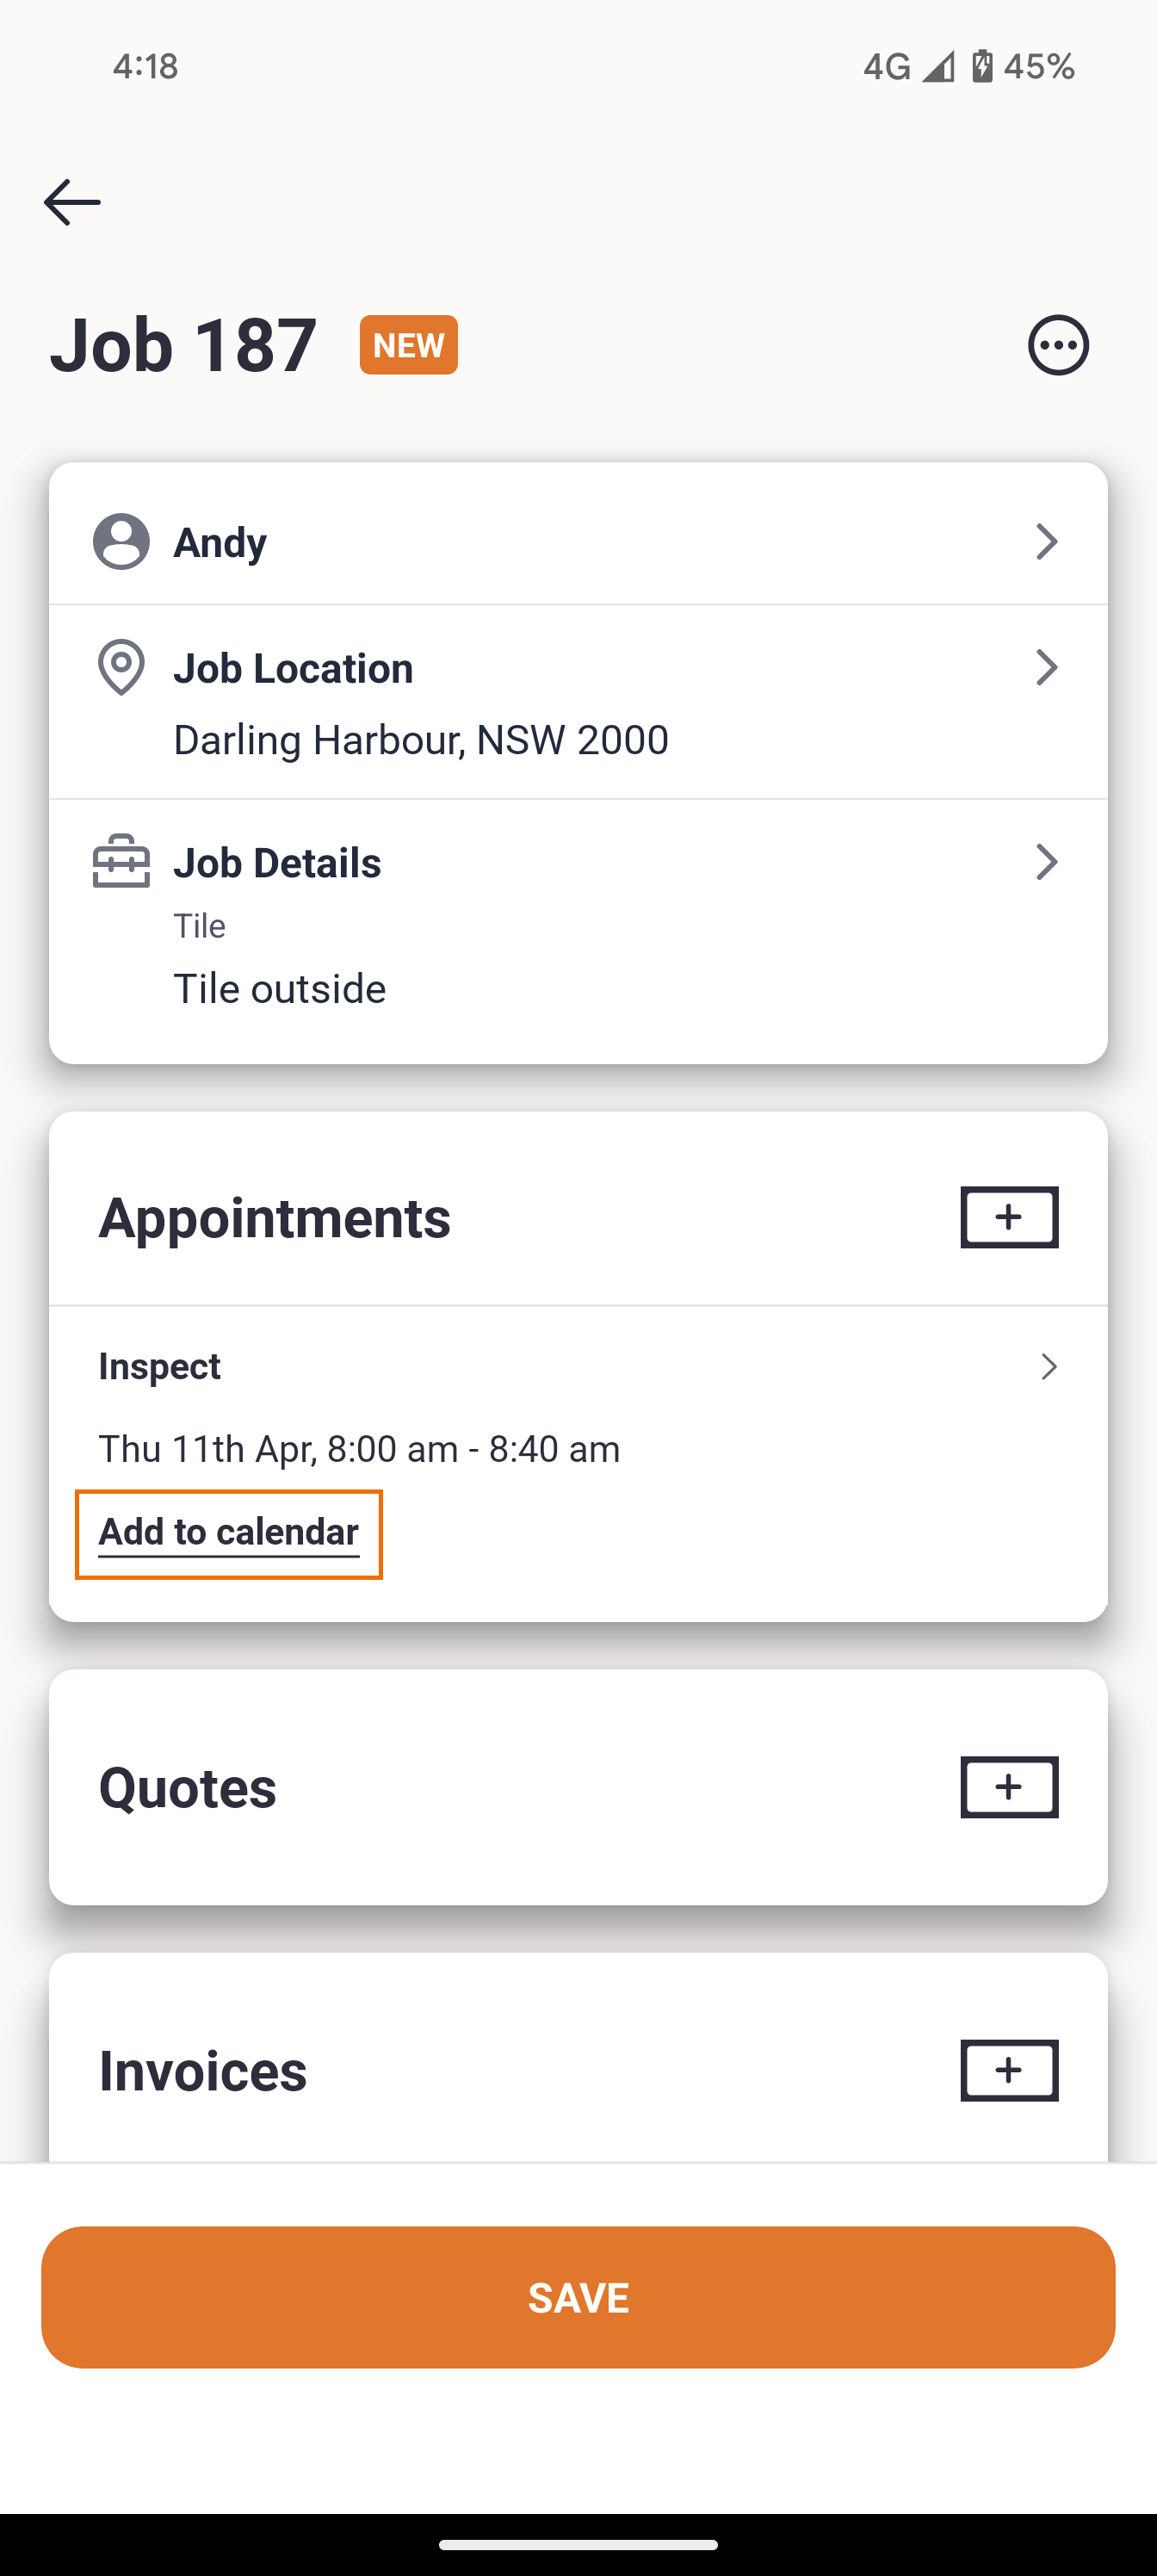 4:18 4G 45%
Job 187 NEW
Andy
Job Location
Darling Harbour, NSW 2000
Job Details
Tile
Tile outside
Appointments
Inspect
Thu 11th Apr, 8:00 am - 8:40 am
Add to calendar
Quotes
Invoices
SAVE